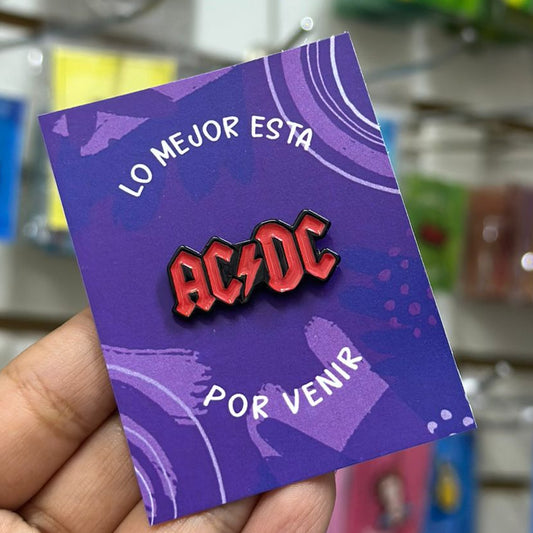 LO MEJOR ESTA
AC⚡DC
POR VENIR